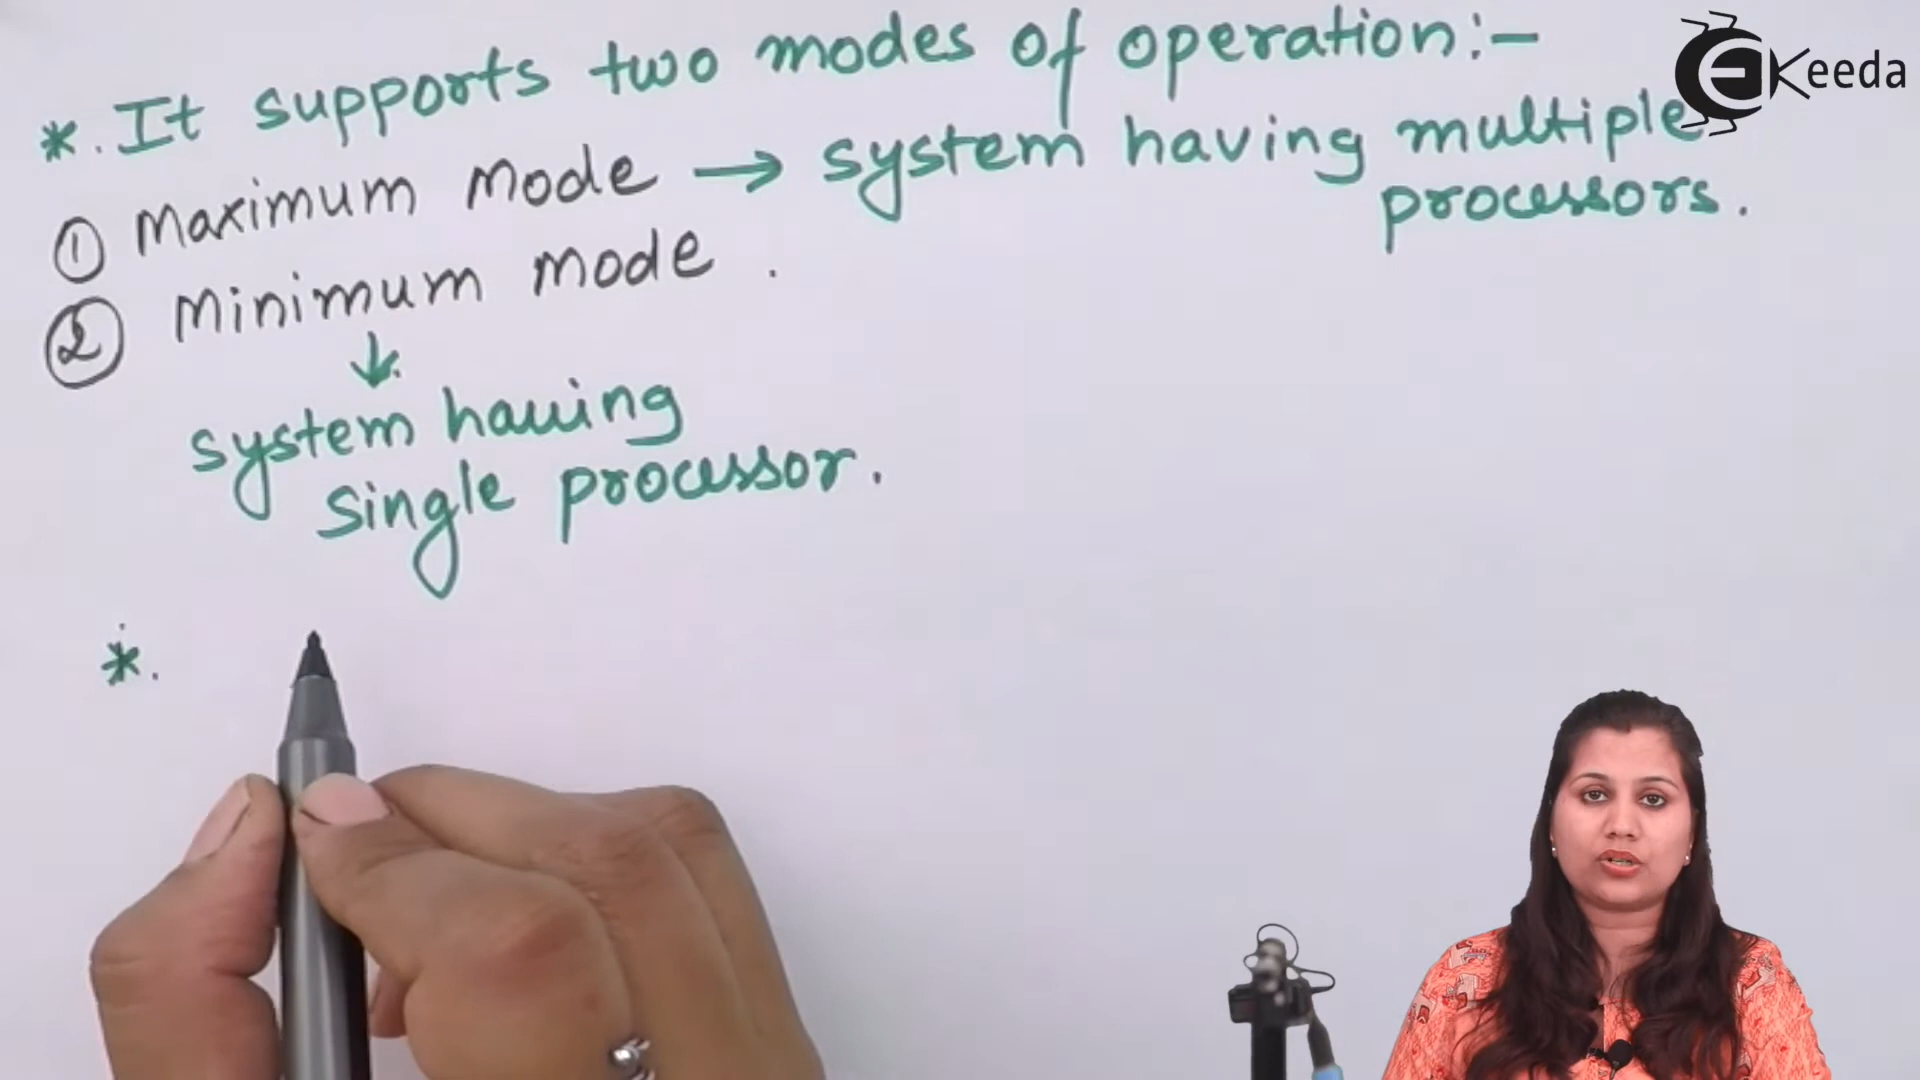 *. It supports two modes of operation:-
① Maximum mode → system having multiple
processors.
② Minimum mode .
↓
system having
single processor.
*.
EKeeda